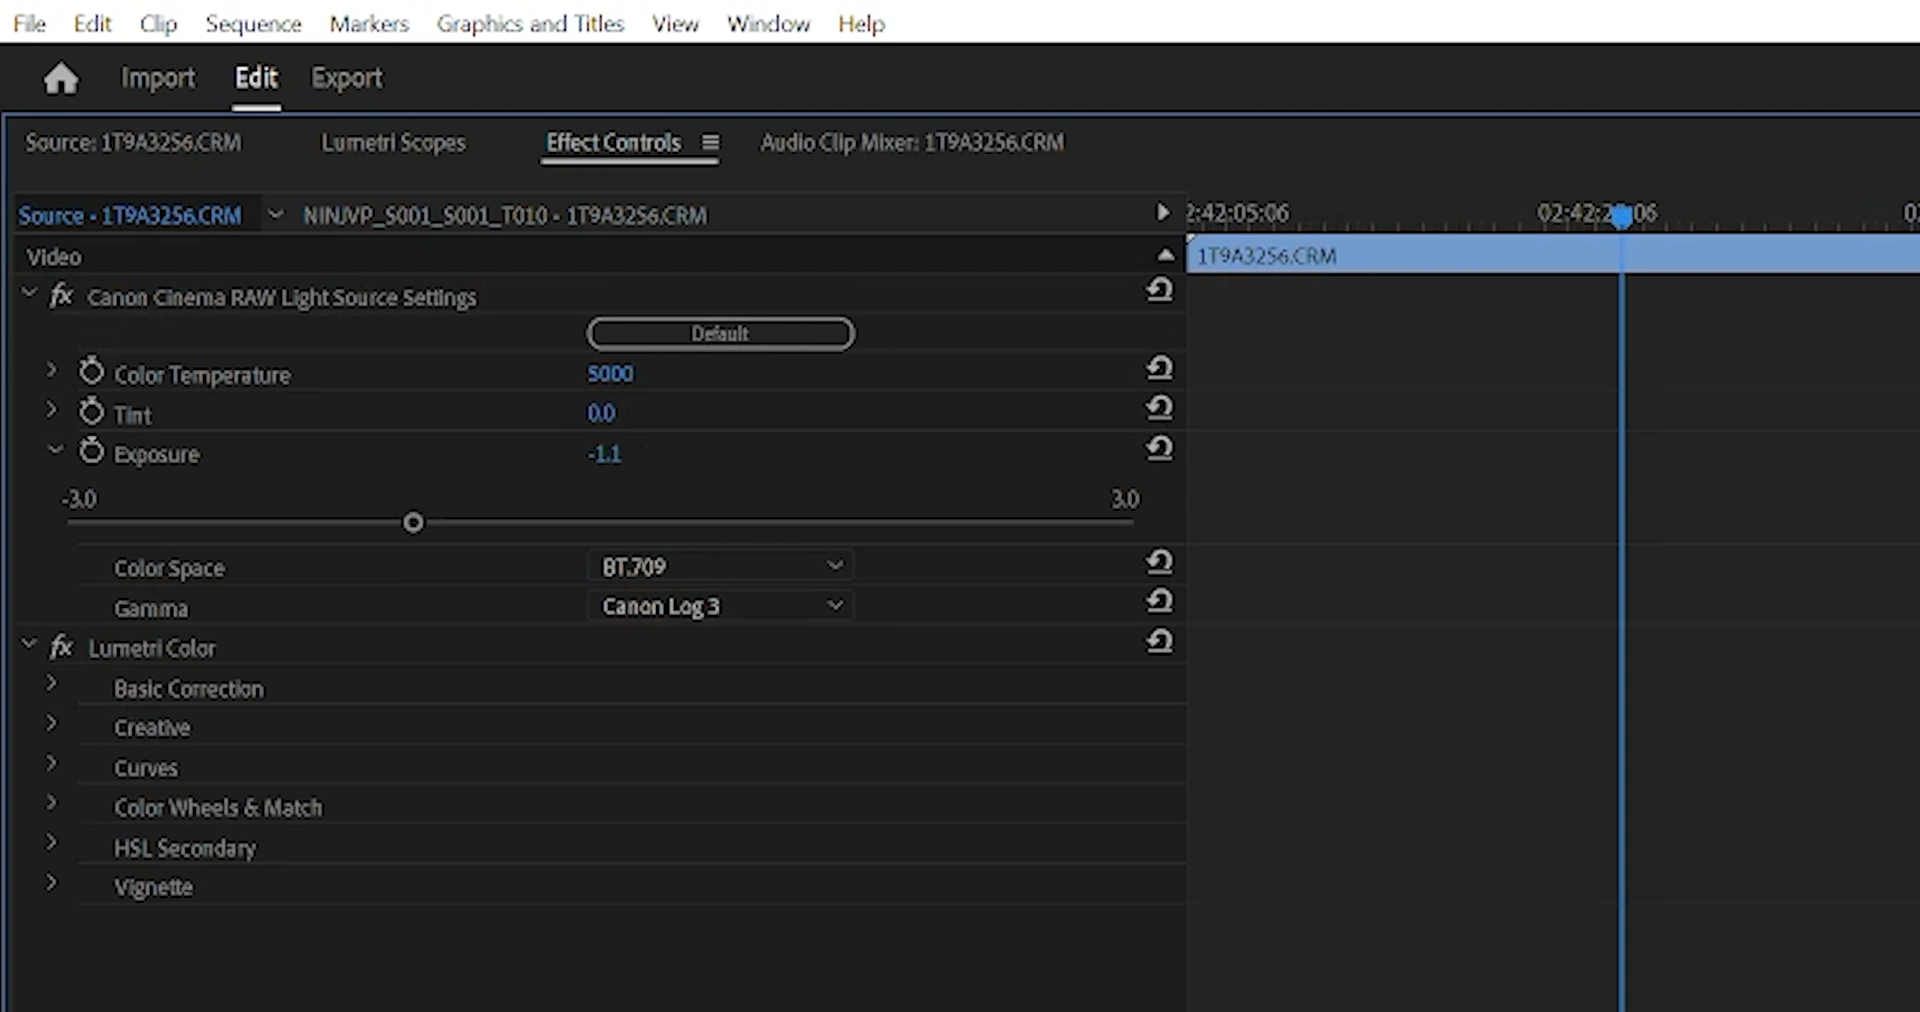 File Edit Clip Sequence Markers Graphics and Titles View Window Help
Import Edit Export
Source: 1T9A3256.CRM Lumetri Scopes Effect Controls Audio Clip Mixer: 1T9A3256.CRM
Source • 1T9A3256.CRM NINJVP_S001_S001_T010 • 1T9A3256.CRM
Video
fx Canon Cinema RAW Light Source Settings
Default
Color Temperature 5000
Tint 0.0
Exposure -1.1
-3.0 3.0
Color Space BT.709
Gamma Canon Log 3
fx Lumetri Color
Basic Correction
Creative
Curves
Color Wheels & Match
HSL Secondary
Vignette
2:42:05:06
1T9A3256.CRM